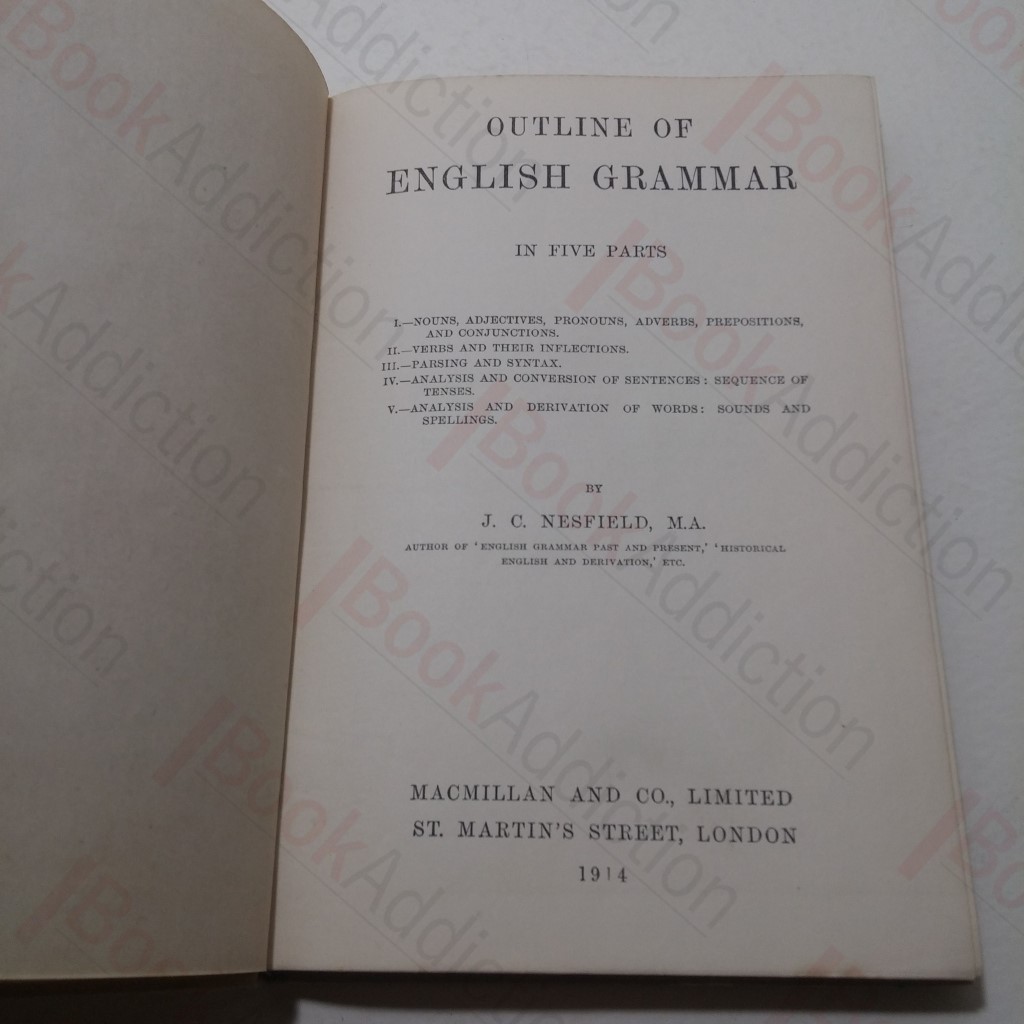 OUTLINE OF
ENGLISH GRAMMAR
IN FIVE PARTS
I.—NOUNS, ADJECTIVES, PRONOUNS, ADVERBS, PREPOSITIONS,
AND CONJUNCTIONS.
II.—VERBS AND THEIR INFLECTIONS.
III.—PARSING AND SYNTAX.
IV.—ANALYSIS AND CONVERSION OF SENTENCES: SEQUENCE OF
TENSES.
V.—ANALYSIS AND DERIVATION OF WORDS: SOUNDS AND
SPELLINGS.
BY
J. C. NESFIELD, M.A.
AUTHOR OF 'ENGLISH GRAMMAR PAST AND PRESENT,' 'HISTORICAL
ENGLISH AND DERIVATION,' ETC.
MACMILLAN AND CO., LIMITED
ST. MARTIN'S STREET, LONDON
1914
BookAddiction